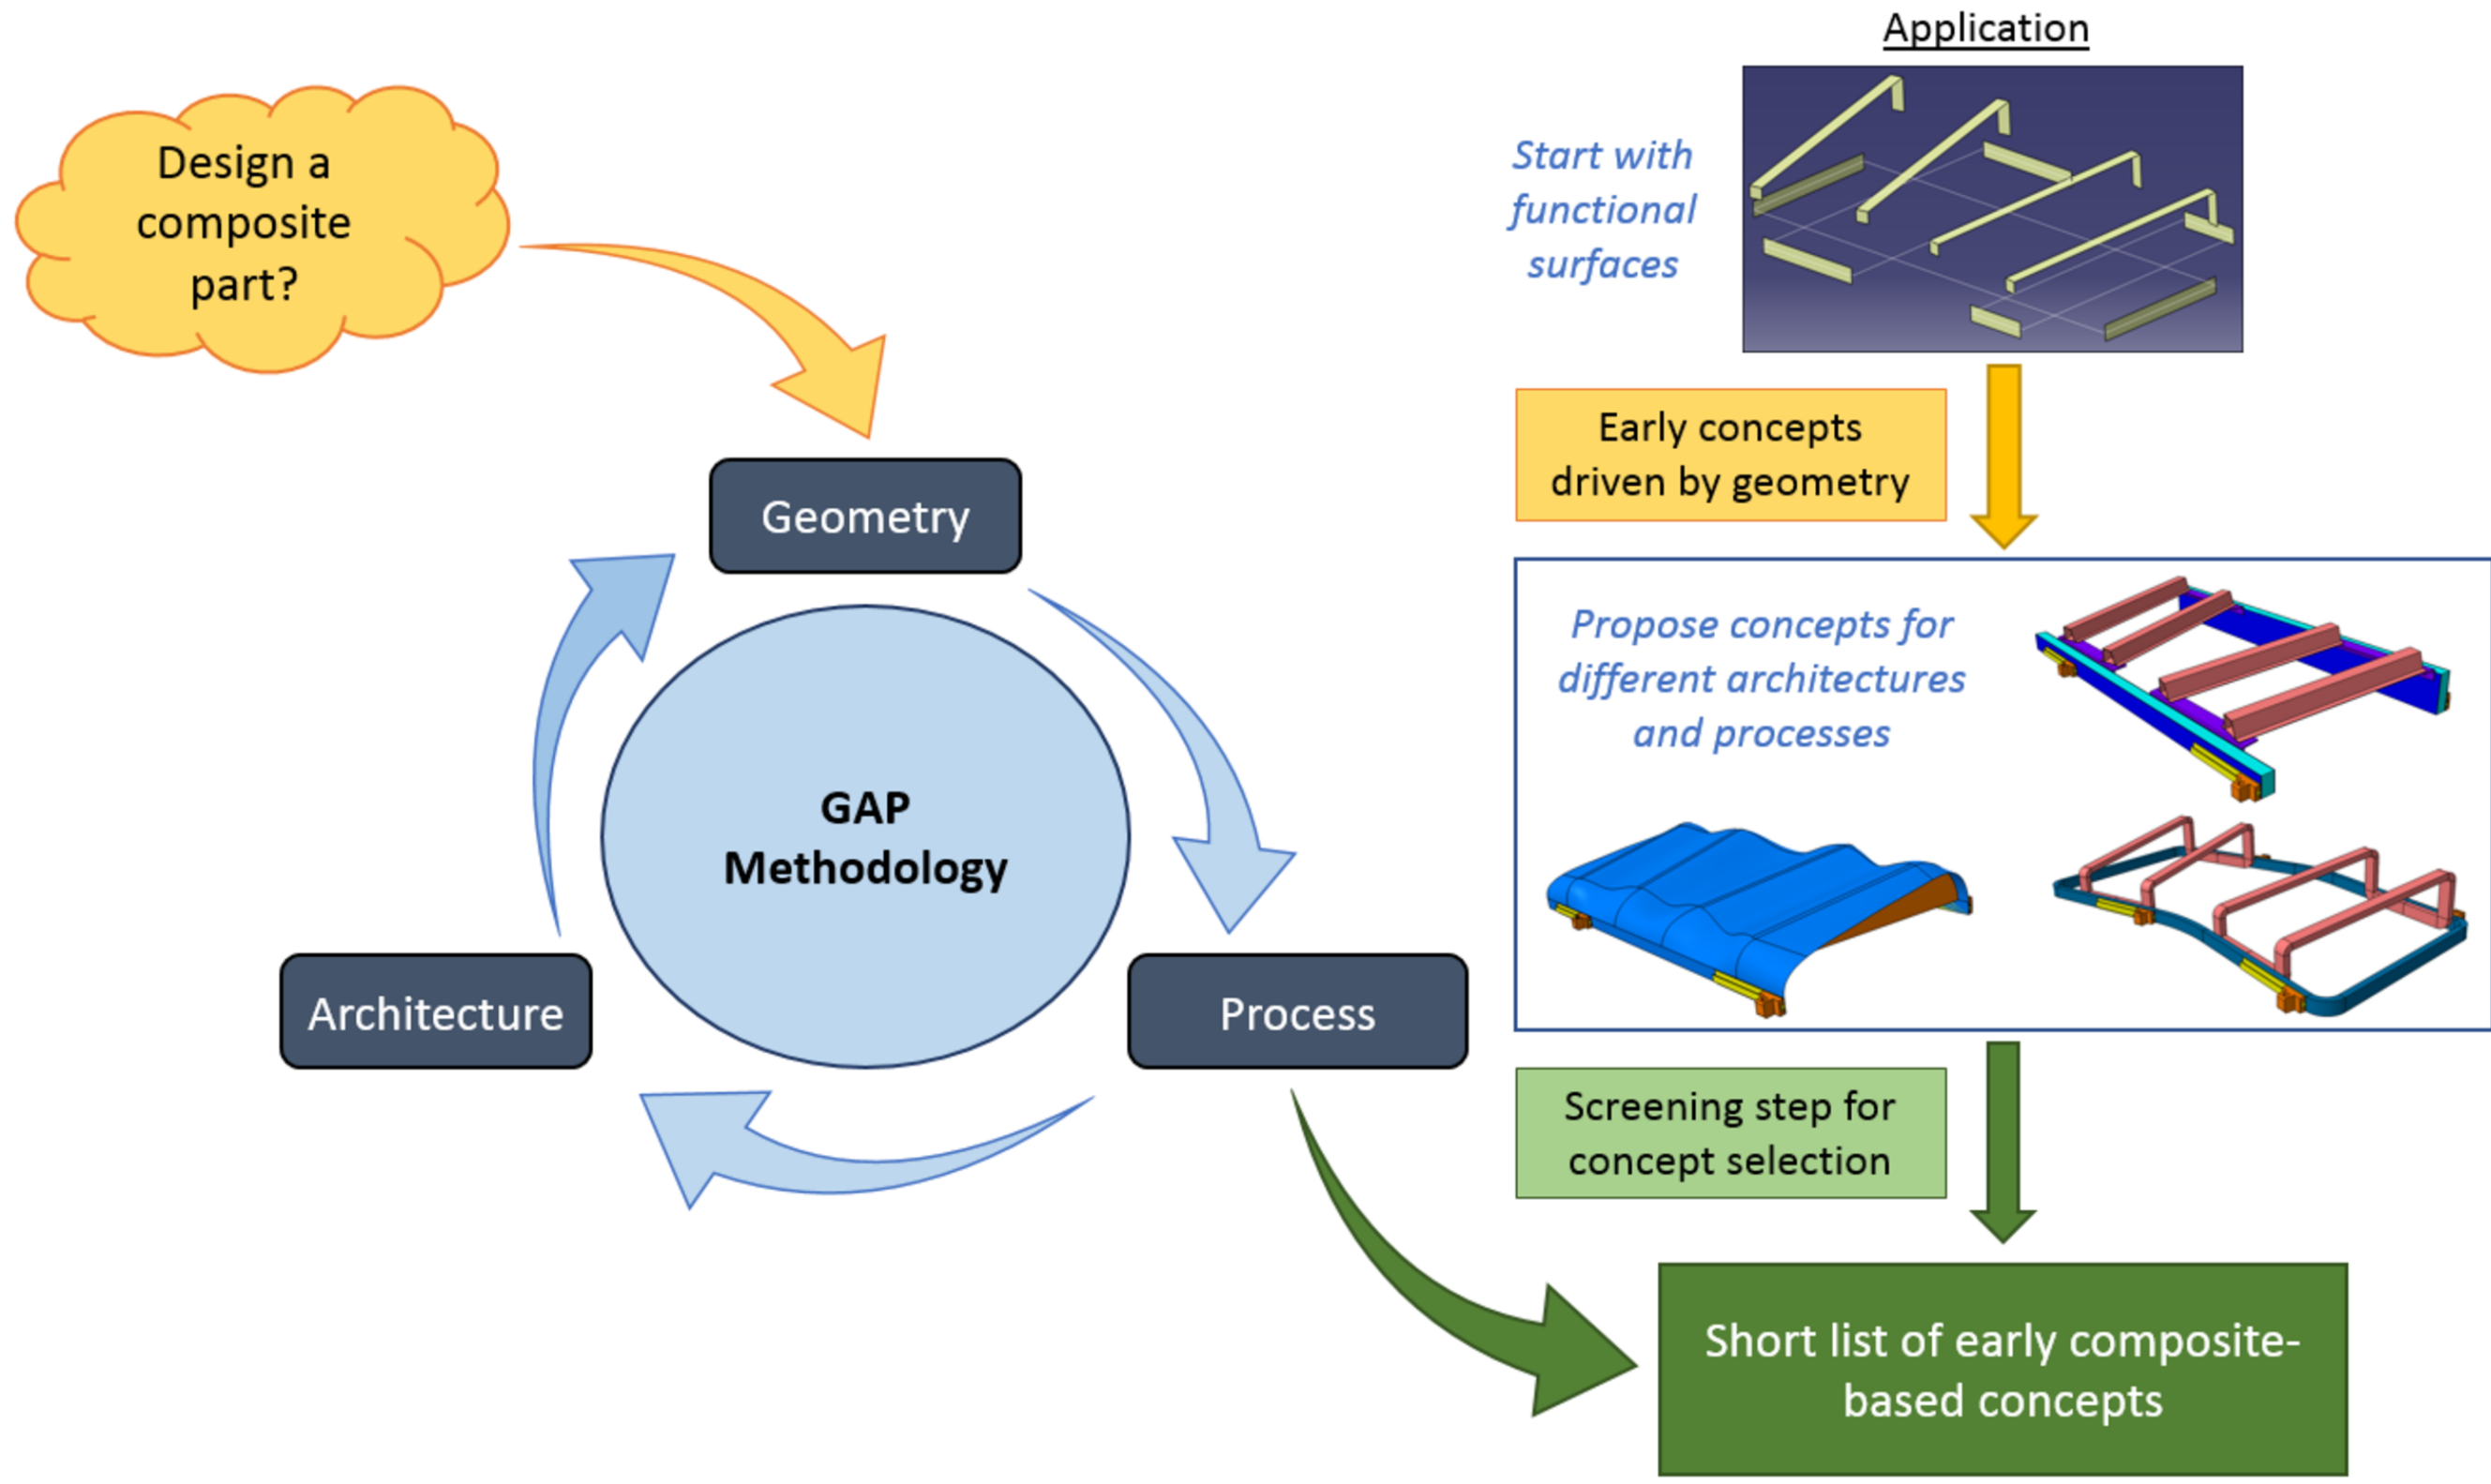 Design a
composite
part?
Geometry
GAP
Methodology
Architecture
Process
Application
Start with
functional
surfaces
Early concepts
driven by geometry
Propose concepts for
different architectures
and processes
Screening step for
concept selection
Short list of early composite-
based concepts